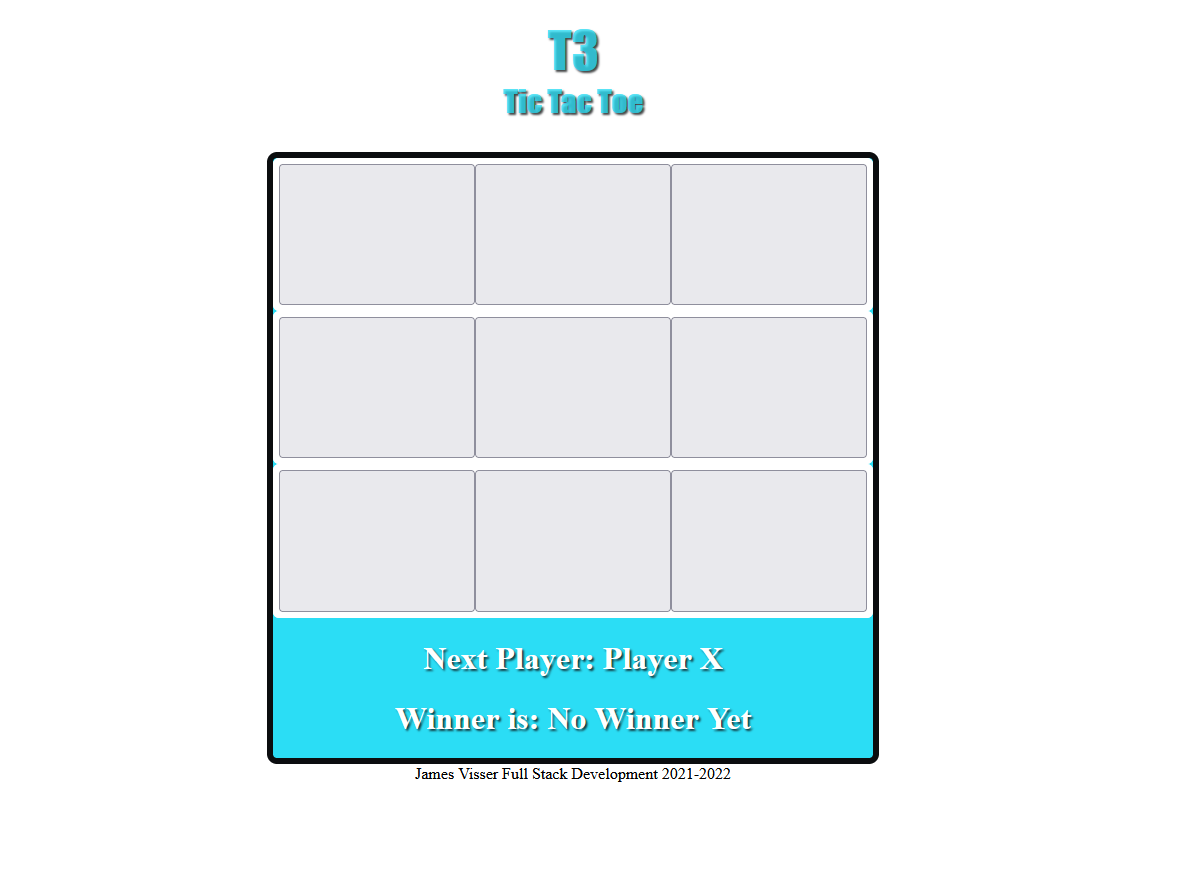 T3
Tic Tac Toe
Next Player: Player X
Winner is: No Winner Yet
James Visser Full Stack Development 2021-2022